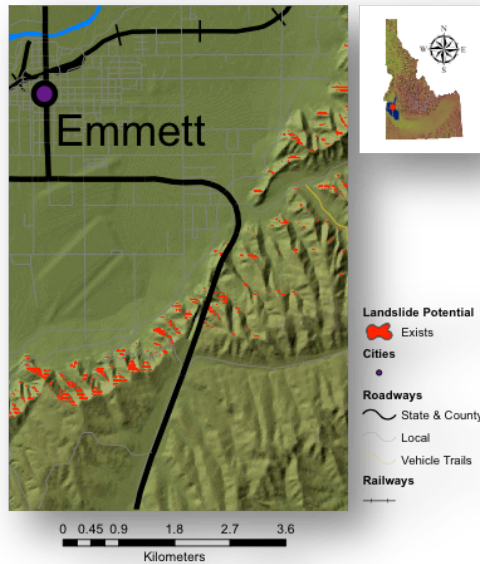 Emmett
N
W
E
S
Landslide Potential
Exists
Cities
Roadways
State & County
Local
Vehicle Trails
Railways
0 0.45 0.9 1.8 2.7 3.6
Kilometers